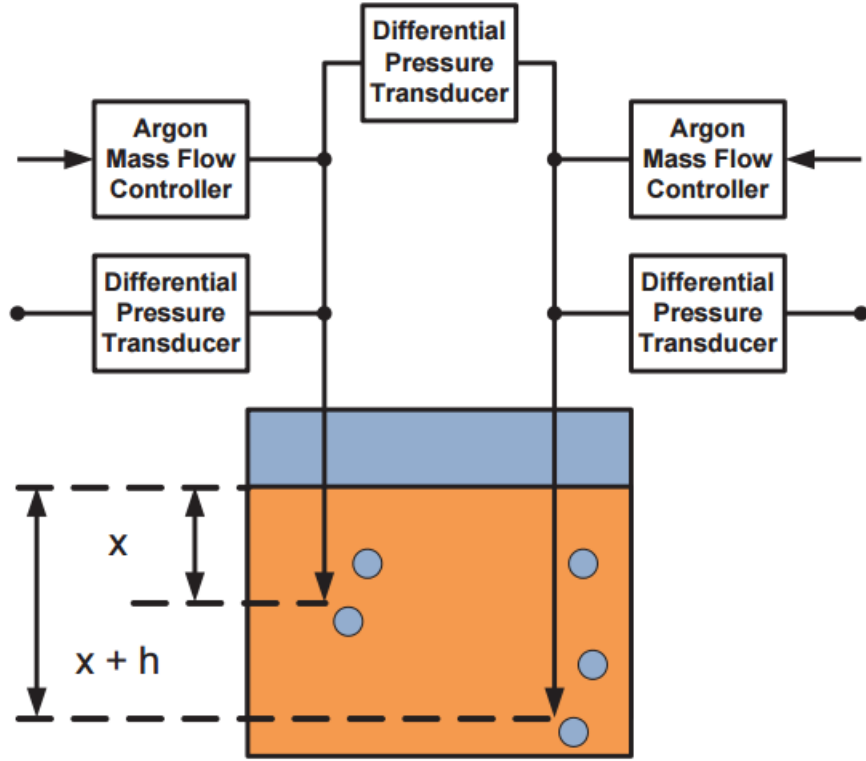 Differential
Pressure
Transducer
Argon
Mass Flow
Controller
Argon
Mass Flow
Controller
Differential
Pressure
Transducer
Differential
Pressure
Transducer
x
x + h